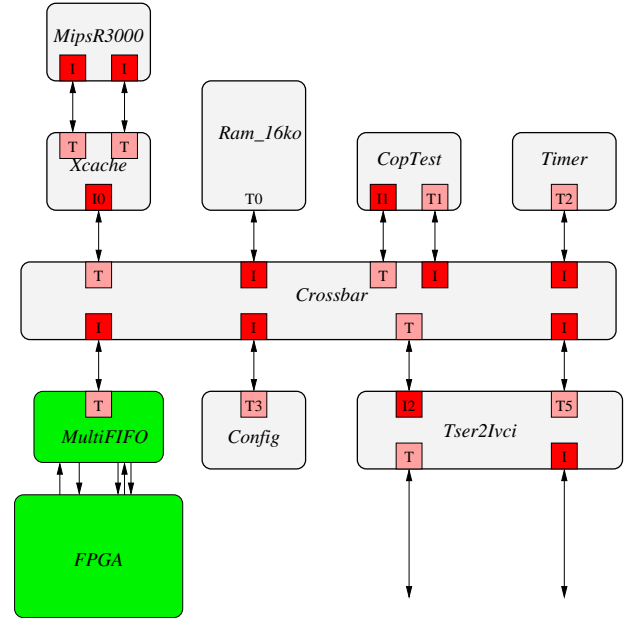 MipsR3000
I I
T T
Xcache
I0
Ram_16ko
T0
CopTest
I1 T1
Timer
T2
T I T I I
Crossbar
I I T I
T
MultiFIFO
T3
Config
I2 T5
Tser2Ivci
T I
FPGA